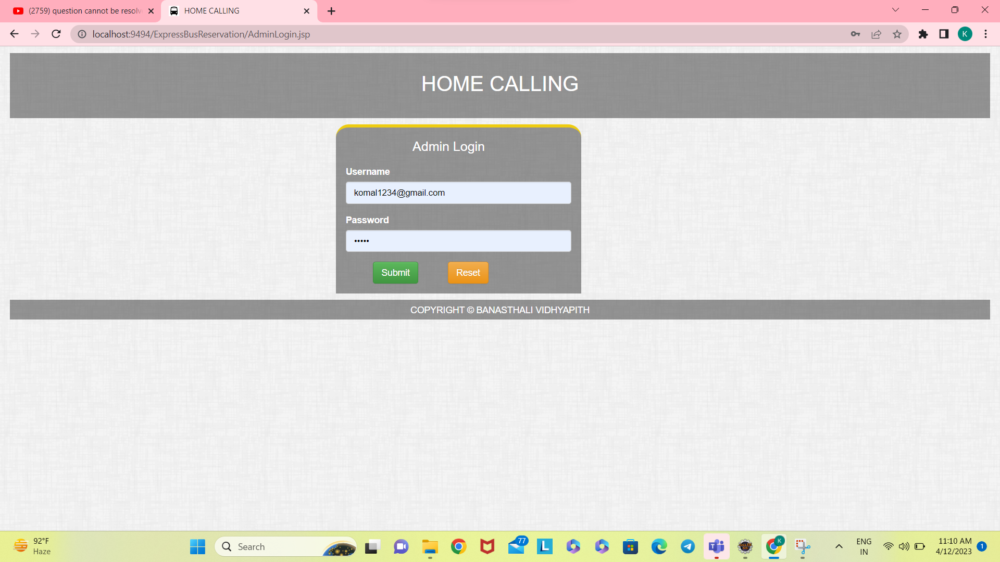 (2759) question cannot be resolv
HOME CALLING
localhost:9494/ExpressBusReservation/AdminLogin.jsp
K
HOME CALLING
Admin Login
Username
komal1234@gmail.com
Password
Submit
Reset
COPYRIGHT © BANASTHALI VIDHYAPITH
92°F
Haze
Search
77
L
T
K
ENG
IN
11:10 AM
4/12/2023
1